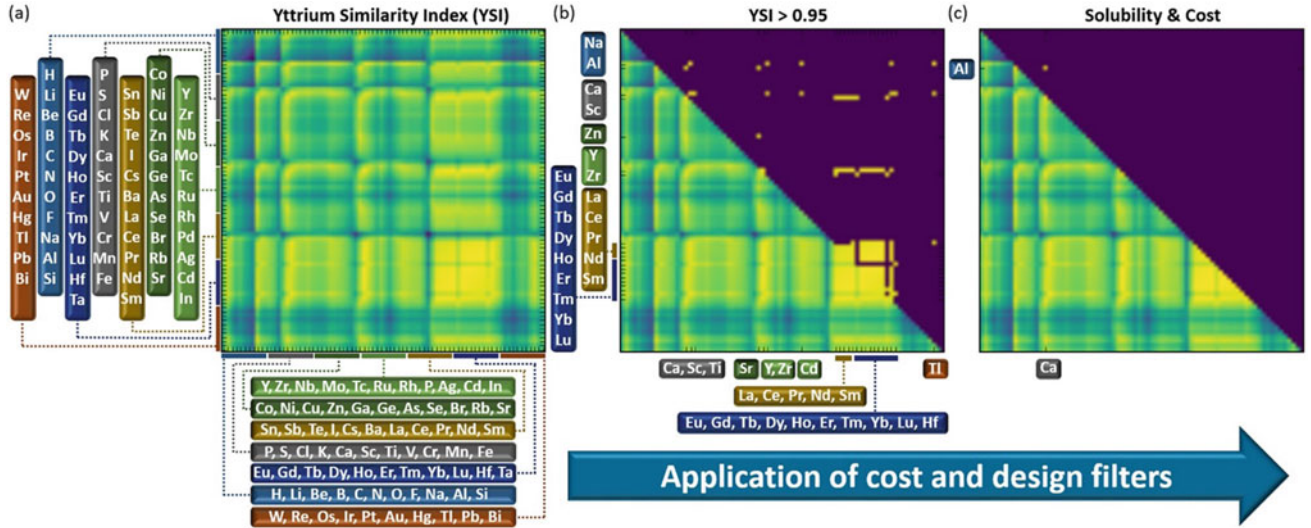 (a)
Yttrium Similarity Index (YSI)
W
Re
Os
Ir
Pt
Au
Hg
Tl
Pb
Bi
H
Li
Be
B
C
N
O
F
Na
Al
Si
Eu
Gd
Tb
Dy
Ho
Er
Tm
Yb
Lu
Hf
Ta
P
S
Cl
K
Ca
Sc
Ti
V
Cr
Mn
Fe
Sn
Sb
Te
I
Cs
Ba
La
Ce
Pr
Nd
Sm
Co
Ni
Cu
Zn
Ga
Ge
As
Se
Br
Rb
Sr
Y
Zr
Nb
Mo
Tc
Ru
Rh
Pd
Ag
Cd
In
Y, Zr, Nb, Mo, Tc, Ru, Rh, P, Ag, Cd, In
Co, Ni, Cu, Zn, Ga, Ge, As, Se, Br, Rb, Sr
Sn, Sb, Te, I, Cs, Ba, La, Ce, Pr, Nd, Sm
P, S, Cl, K, Ca, Sc, Ti, V, Cr, Mn, Fe
Eu, Gd, Tb, Dy, Ho, Er, Tm, Yb, Lu, Hf, Ta
H, Li, Be, B, C, N, O, F, Na, Al, Si
W, Re, Os, Ir, Pt, Au, Hg, Tl, Pb, Bi
(b)
YSI > 0.95
Na
Al
Ca
Sc
Zn
Y
Zr
La
Ce
Pr
Nd
Sm
Eu
Gd
Tb
Dy
Ho
Er
Tm
Yb
Lu
Ca, Sc, Ti
Sr
Y, Zr
Cd
Tl
La, Ce, Pr, Nd, Sm
Eu, Gd, Tb, Dy, Ho, Er, Tm, Yb, Lu, Hf
(c)
Solubility & Cost
Al
Ca
Application of cost and design filters